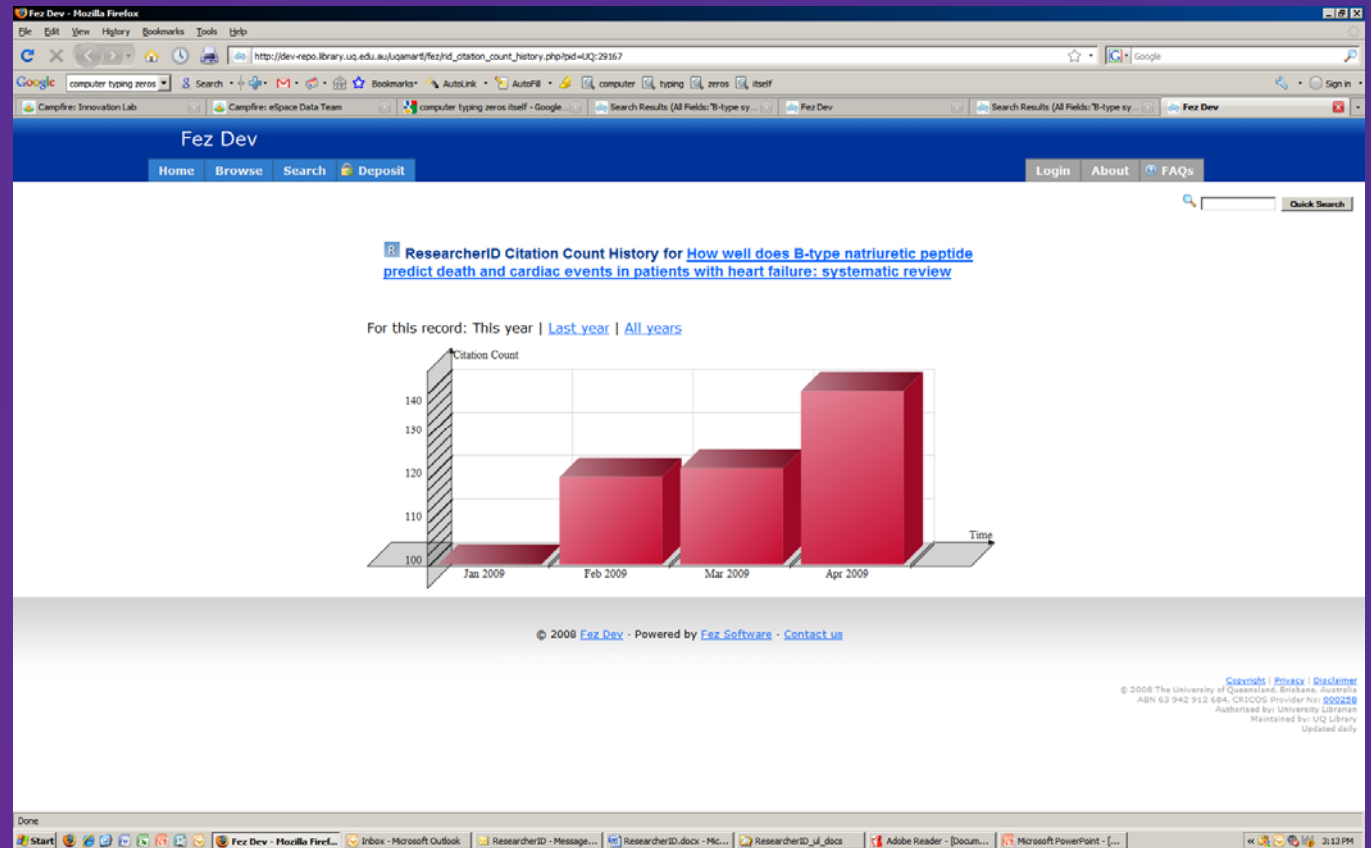 Fez Dev - Mozilla Firefox
File Edit View History Bookmarks Tools Help
http://dev-repo.library.uq.edu.au/uqamartl/fez/rid_citation_count_history.php?pid=UQ:29167
Google
Google computer typing zeros Search Bookmarks AutoLink AutoFill computer typing zeros itself Sign in
Campfire: Innovation Lab Campfire: eSpace Data Team computer typing zeros itself - Google... Search Results (All Fields:"B-type sy... Fez Dev Search Results (All Fields:"B-type sy... Fez Dev
Fez Dev
Home Browse Search Deposit Login About FAQs
Quick Search
R ResearcherID Citation Count History for How well does B-type natriuretic peptide
predict death and cardiac events in patients with heart failure: systematic review
For this record: This year | Last year | All years
Citation Count
140
130
120
110
100
Time
Jan 2009 Feb 2009 Mar 2009 Apr 2009
© 2008 Fez Dev - Powered by Fez Software - Contact us
Copyright | Privacy | Disclaimer
© 2008 The University of Queensland, Brisbane, Australia
ABN 63 942 912 684, CRICOS Provider No: 00025B
Authorised by: University Librarian
Maintained by: UQ Library
Updated daily
Done
Start Fez Dev - Mozilla Firef... Inbox - Microsoft Outlook ResearcherID - Message... ResearcherID.docx - Mic... ResearcherID_ul_docs Adobe Reader - [Docum... Microsoft PowerPoint - [... 3:13 PM